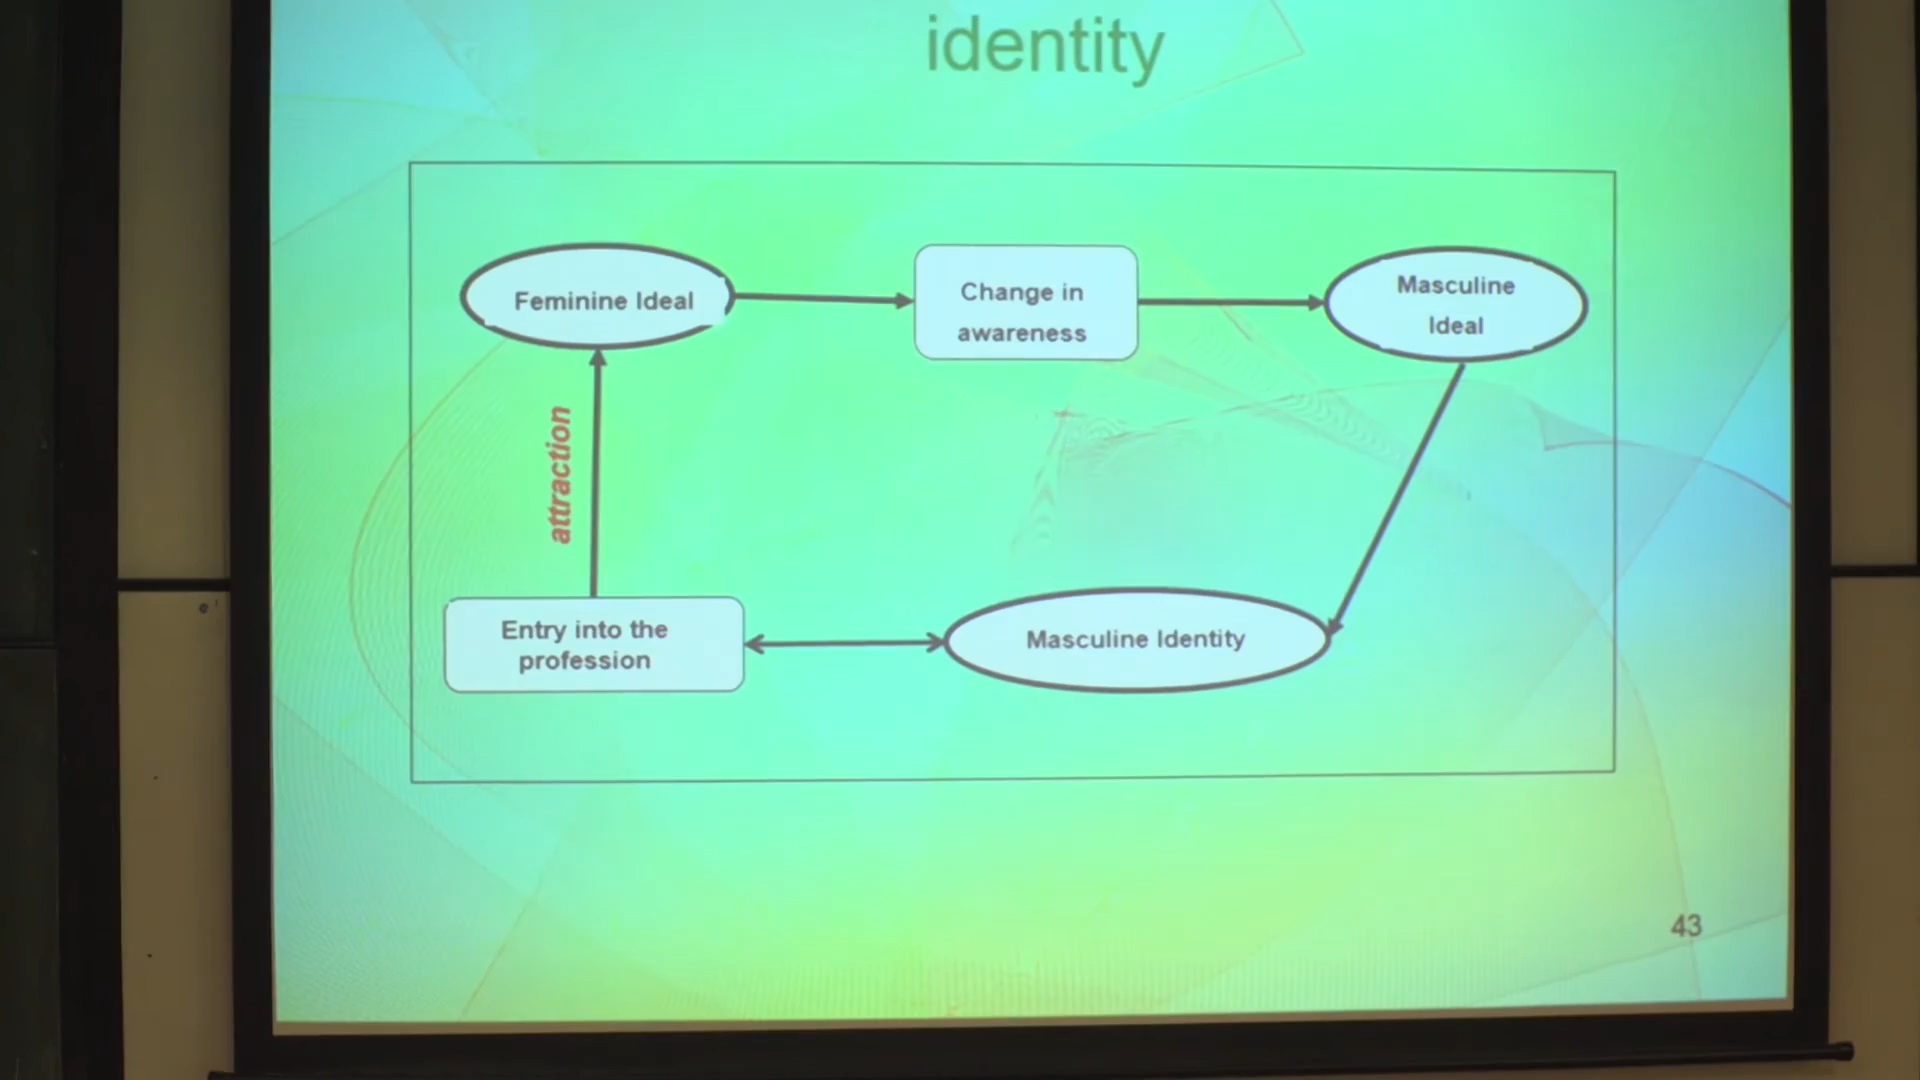 identity
Feminine Ideal
Change in
awareness
Masculine
Ideal
attraction
Entry into the
profession
Masculine Identity
43